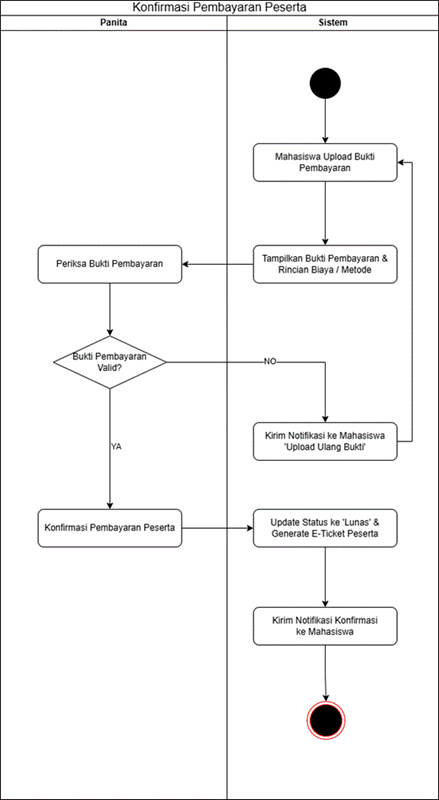 Konfirmasi Pembayaran Peserta
Panita
Sistem
Mahasiswa Upload Bukti
Pembayaran
Tampilkan Bukti Pembayaran &
Rincian Biaya / Metode
Periksa Bukti Pembayaran
Bukti Pembayaran
Valid?
NO
Kirim Notifikasi ke Mahasiswa
'Upload Ulang Bukti'
YA
Konfirmasi Pembayaran Peserta
Update Status ke 'Lunas' &
Generate E-Ticket Peserta
Kirim Notifikasi Konfirmasi
ke Mahasiswa